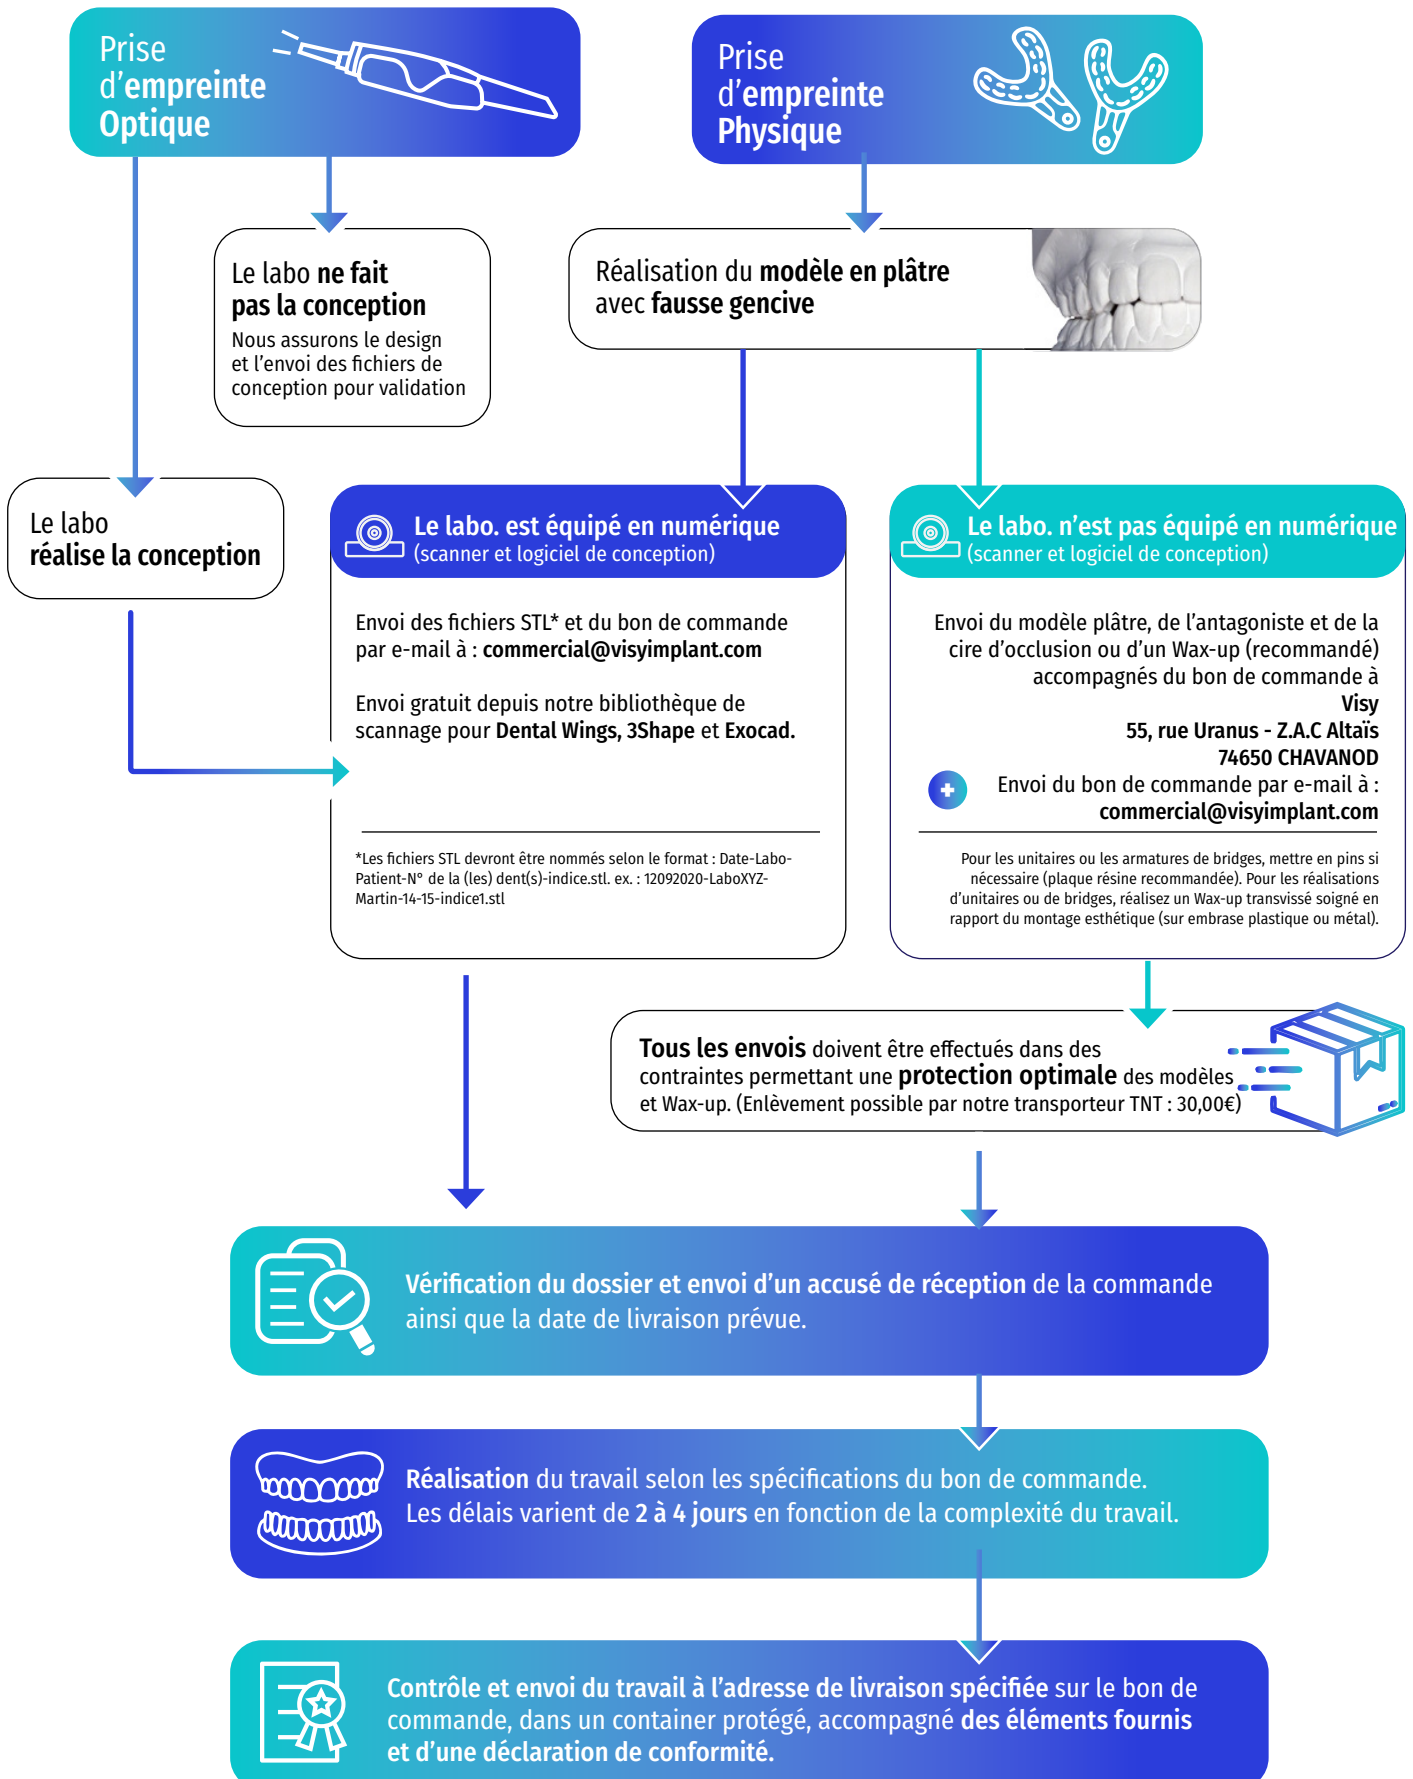 Prise
d'empreinte
Optique
Prise
d'empreinte
Physique
Le labo ne fait
pas la conception
Nous assurons le design
et l'envoi des fichiers de
conception pour validation
Réalisation du modèle en plâtre
avec fausse gencive
Le labo
réalise la conception
Le labo. est équipé en numérique
(scanner et logiciel de conception)
Envoi des fichiers STL* et du bon de commande
par e-mail à : commercial@visyimplant.com
Envoi gratuit depuis notre bibliothèque de
scannage pour Dental Wings, 3Shape et Exocad.
*Les fichiers STL devront être nommés selon le format : Date-Labo-
Patient-N° de la (les) dent(s)-indice.stl. ex. : 12092020-LaboXYZ-
Martin-14-15-indice1.stl
Le labo. n'est pas équipé en numérique
(scanner et logiciel de conception)
Envoi du modèle plâtre, de l'antagoniste et de la
cire d'occlusion ou d'un Wax-up (recommandé)
accompagnés du bon de commande à
Visy
55, rue Uranus - Z.A.C Altaïs
74650 CHAVANOD
Envoi du bon de commande par e-mail à :
commercial@visyimplant.com
Pour les unitaires ou les armatures de bridges, mettre en pins si
nécessaire (plaque résine recommandée). Pour les réalisations
d'unitaires ou de bridges, réalisez un Wax-up transvissé soigné en
rapport du montage esthétique (sur embrase plastique ou métal).
Tous les envois doivent être effectués dans des
contraintes permettant une protection optimale des modèles
et Wax-up. (Enlèvement possible par notre transporteur TNT : 30,00€)
Vérification du dossier et envoi d'un accusé de réception de la commande
ainsi que la date de livraison prévue.
Réalisation du travail selon les spécifications du bon de commande.
Les délais varient de 2 à 4 jours en fonction de la complexité du travail.
Contrôle et envoi du travail à l'adresse de livraison spécifiée sur le bon de
commande, dans un container protégé, accompagné des éléments fournis
et d'une déclaration de conformité.